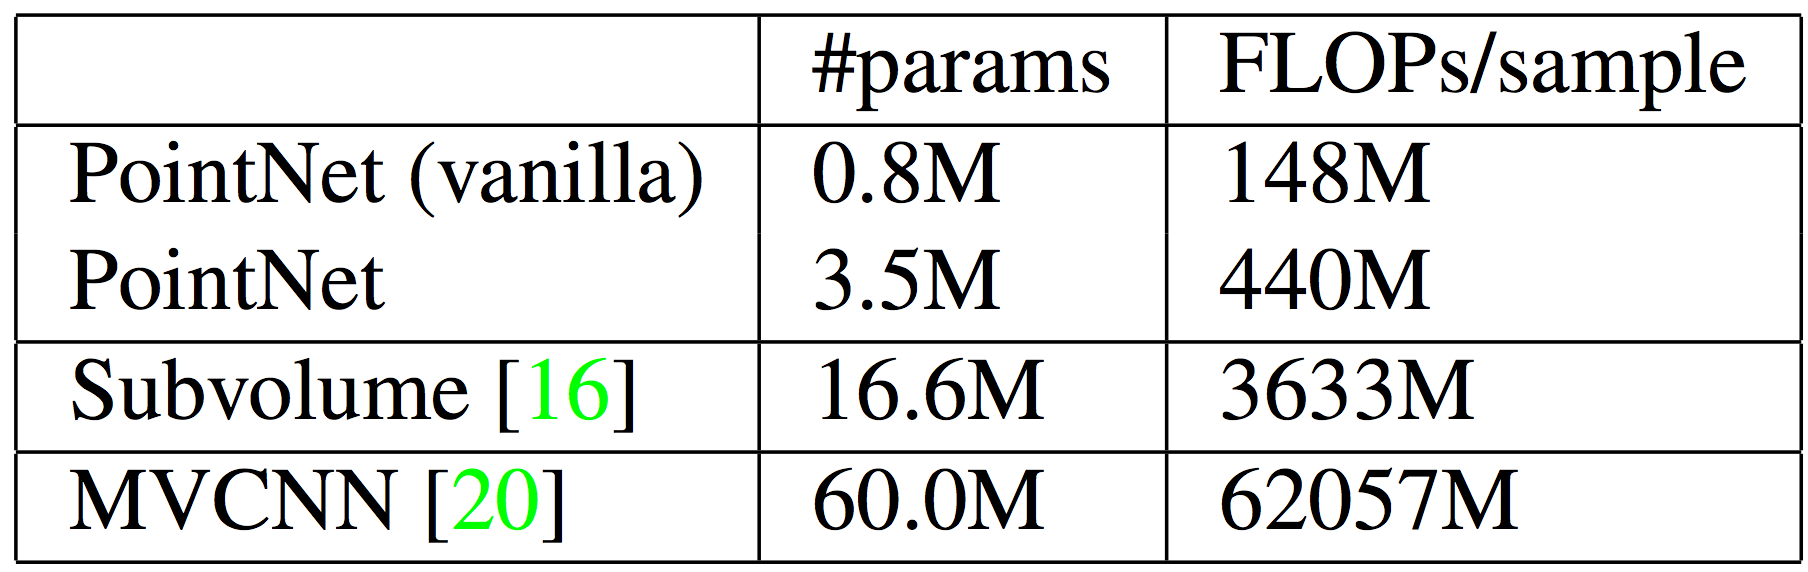 #params FLOPs/sample
PointNet (vanilla) 0.8M 148M
PointNet 3.5M 440M
Subvolume [16] 16.6M 3633M
MVCNN [20] 60.0M 62057M